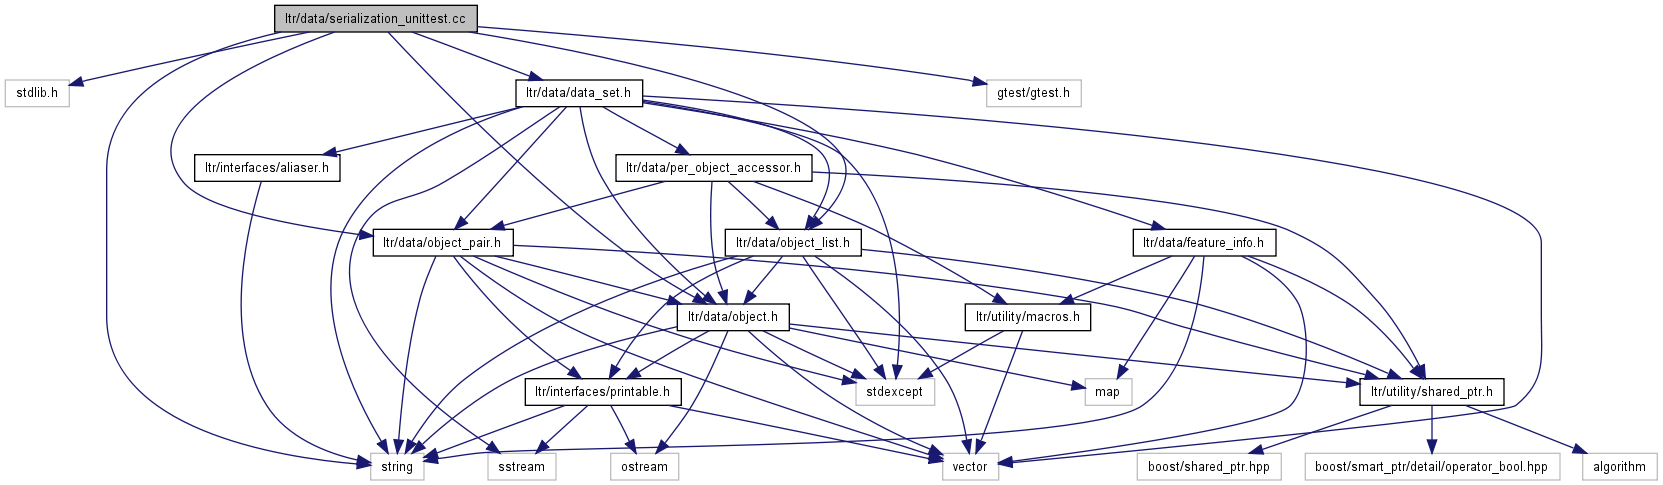 ltr/data/serialization_unittest.cc
stdlib.h
ltr/data/data_set.h
gtest/gtest.h
ltr/interfaces/aliaser.h
ltr/data/per_object_accessor.h
ltr/data/object_pair.h
ltr/data/object_list.h
ltr/data/feature_info.h
ltr/data/object.h
ltr/utility/macros.h
ltr/interfaces/printable.h
stdexcept
map
ltr/utility/shared_ptr.h
string
sstream
ostream
vector
boost/shared_ptr.hpp
boost/smart_ptr/detail/operator_bool.hpp
algorithm